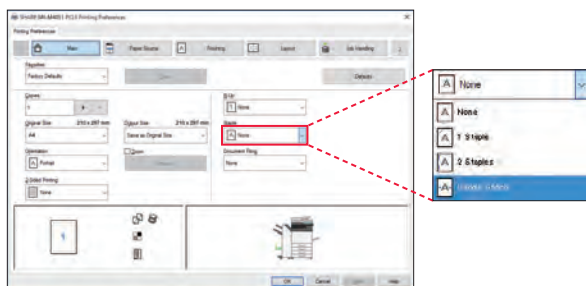 Printing Preferences
Main
Paper Source
Finishing
Layout
Job Handling
Favorites:
Factory Defaults
Defaults
Copies:
1
N-Up:
None
Original Size: 210 x 297 mm
A4
Output Size: 210 x 297 mm
Same as Original Size
Staple:
None
Orientation:
Portrait
Zoom
Document Filing:
None
2-Sided Printing:
None
OK
Cancel
Help
None
None
1 Staple
2 Staples